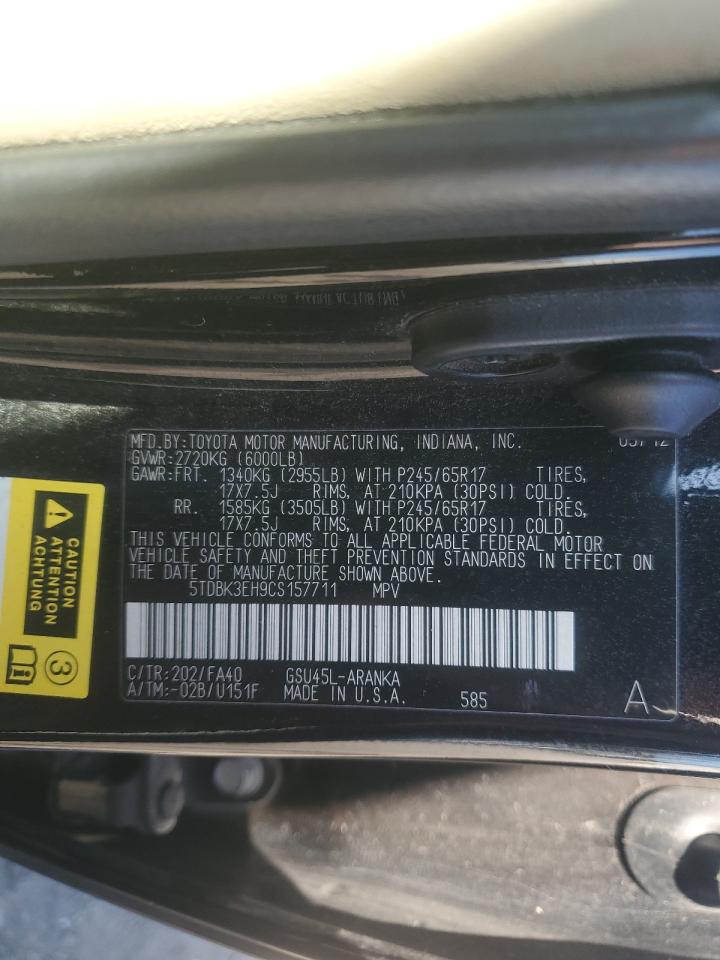 MFD.BY:TOYOTA MOTOR MANUFACTURING, INDIANA, INC.
GVWR:2720KG (6000LB)
GAWR:FRT. 1340KG (2955LB) WITH P245/65R17 TIRES,
17X7.5J RIMS, AT 210KPA (30PSI) COLD.
RR. 1585KG (3505LB) WITH P245/65R17 TIRES,
17X7.5J RIMS, AT 210KPA (30PSI) COLD.
THIS VEHICLE CONFORMS TO ALL APPLICABLE FEDERAL MOTOR
VEHICLE SAFETY AND THEFT PREVENTION STANDARDS IN EFFECT ON
THE DATE OF MANUFACTURE SHOWN ABOVE.
5TDBK3EH9CS157711 MPV
C/TR:202/FA40 GSU45L-ARANKA
A/TM:-02B/U151F MADE IN U.S.A. 585 A
CAUTION
ATTENTION
ACHTUNG
3